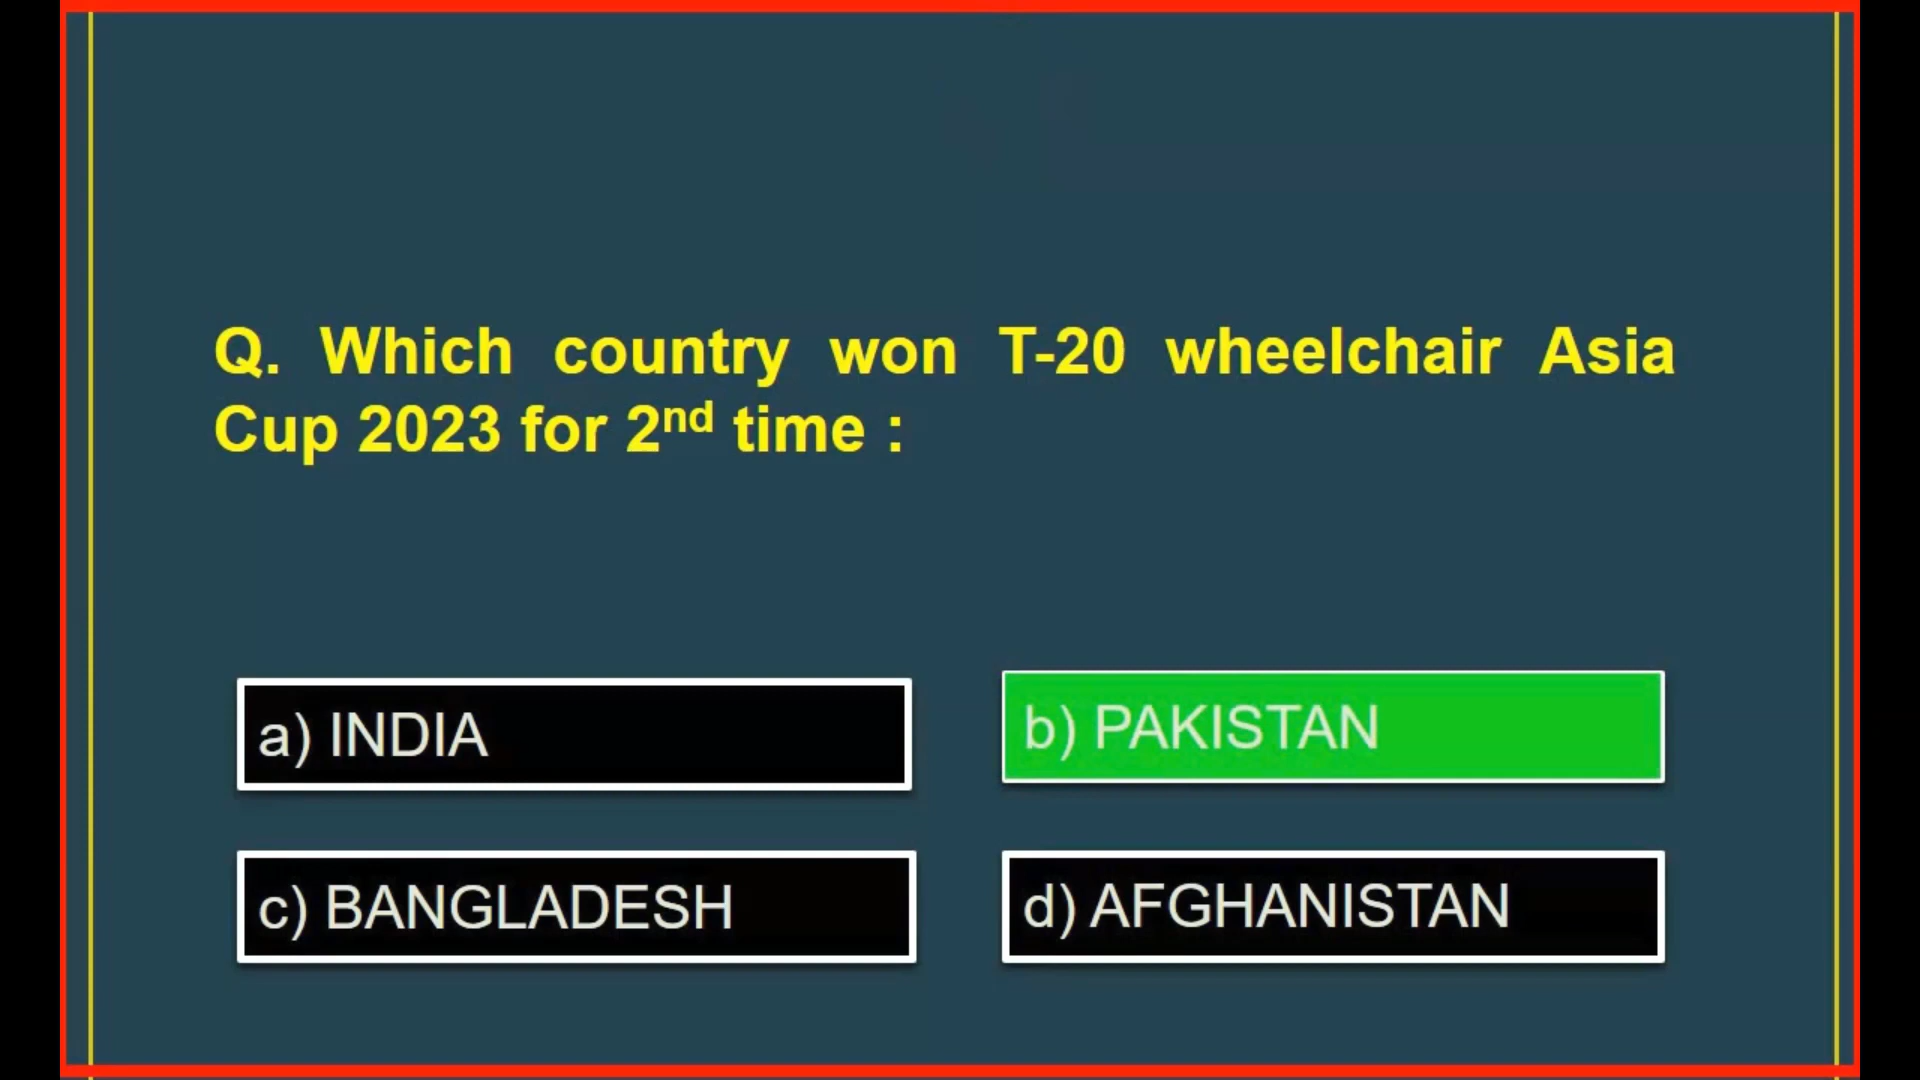 Q. Which country won T-20 wheelchair Asia
Cup 2023 for 2nd time :
a) INDIA
b) PAKISTAN
c) BANGLADESH
d) AFGHANISTAN